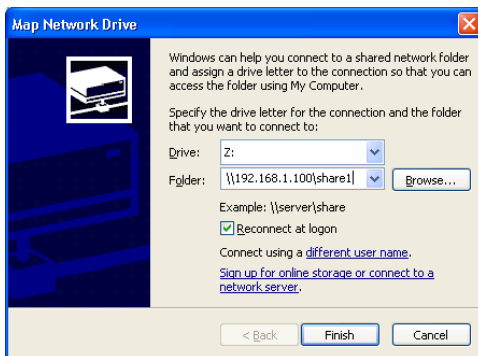 Map Network Drive
Windows can help you connect to a shared network folder
and assign a drive letter to the connection so that you can
access the folder using My Computer.
Specify the drive letter for the connection and the folder
that you want to connect to:
Drive: Z:
Folder: \\192.168.1.100\share1 Browse...
Example: \\server\share
Reconnect at logon
Connect using a different user name.
Sign up for online storage or connect to a
network server.
< Back Finish Cancel